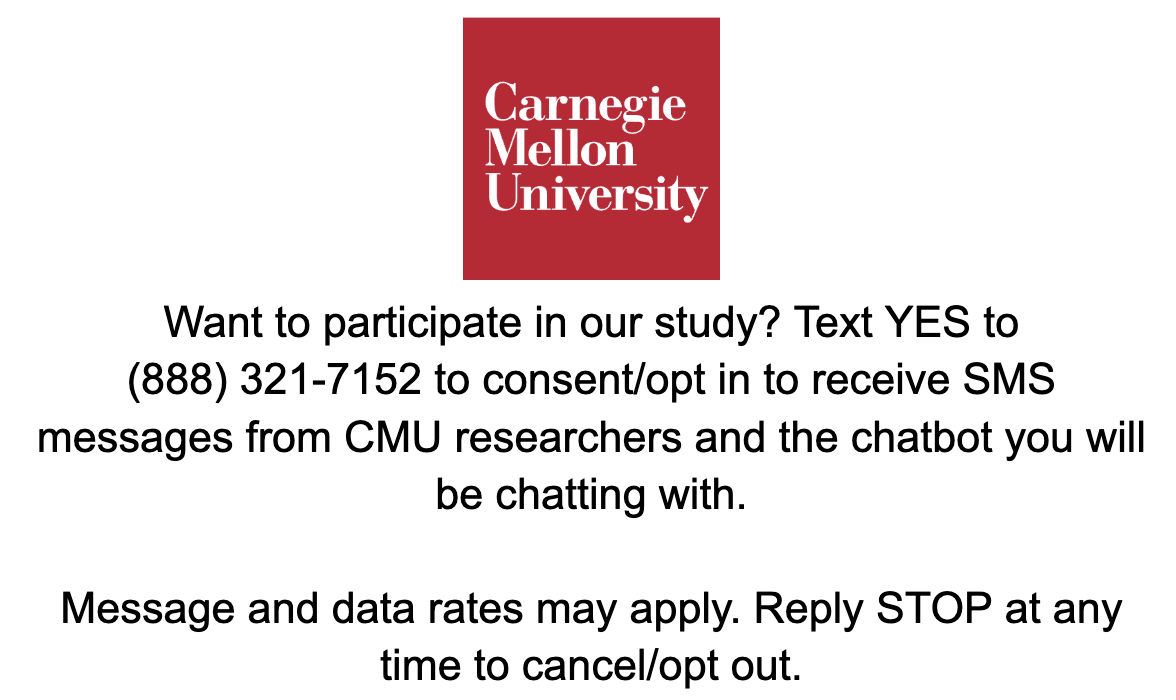 Carnegie
Mellon
University
Want to participate in our study? Text YES to
(888) 321-7152 to consent/opt in to receive SMS
messages from CMU researchers and the chatbot you will
be chatting with.
Message and data rates may apply. Reply STOP at any
time to cancel/opt out.